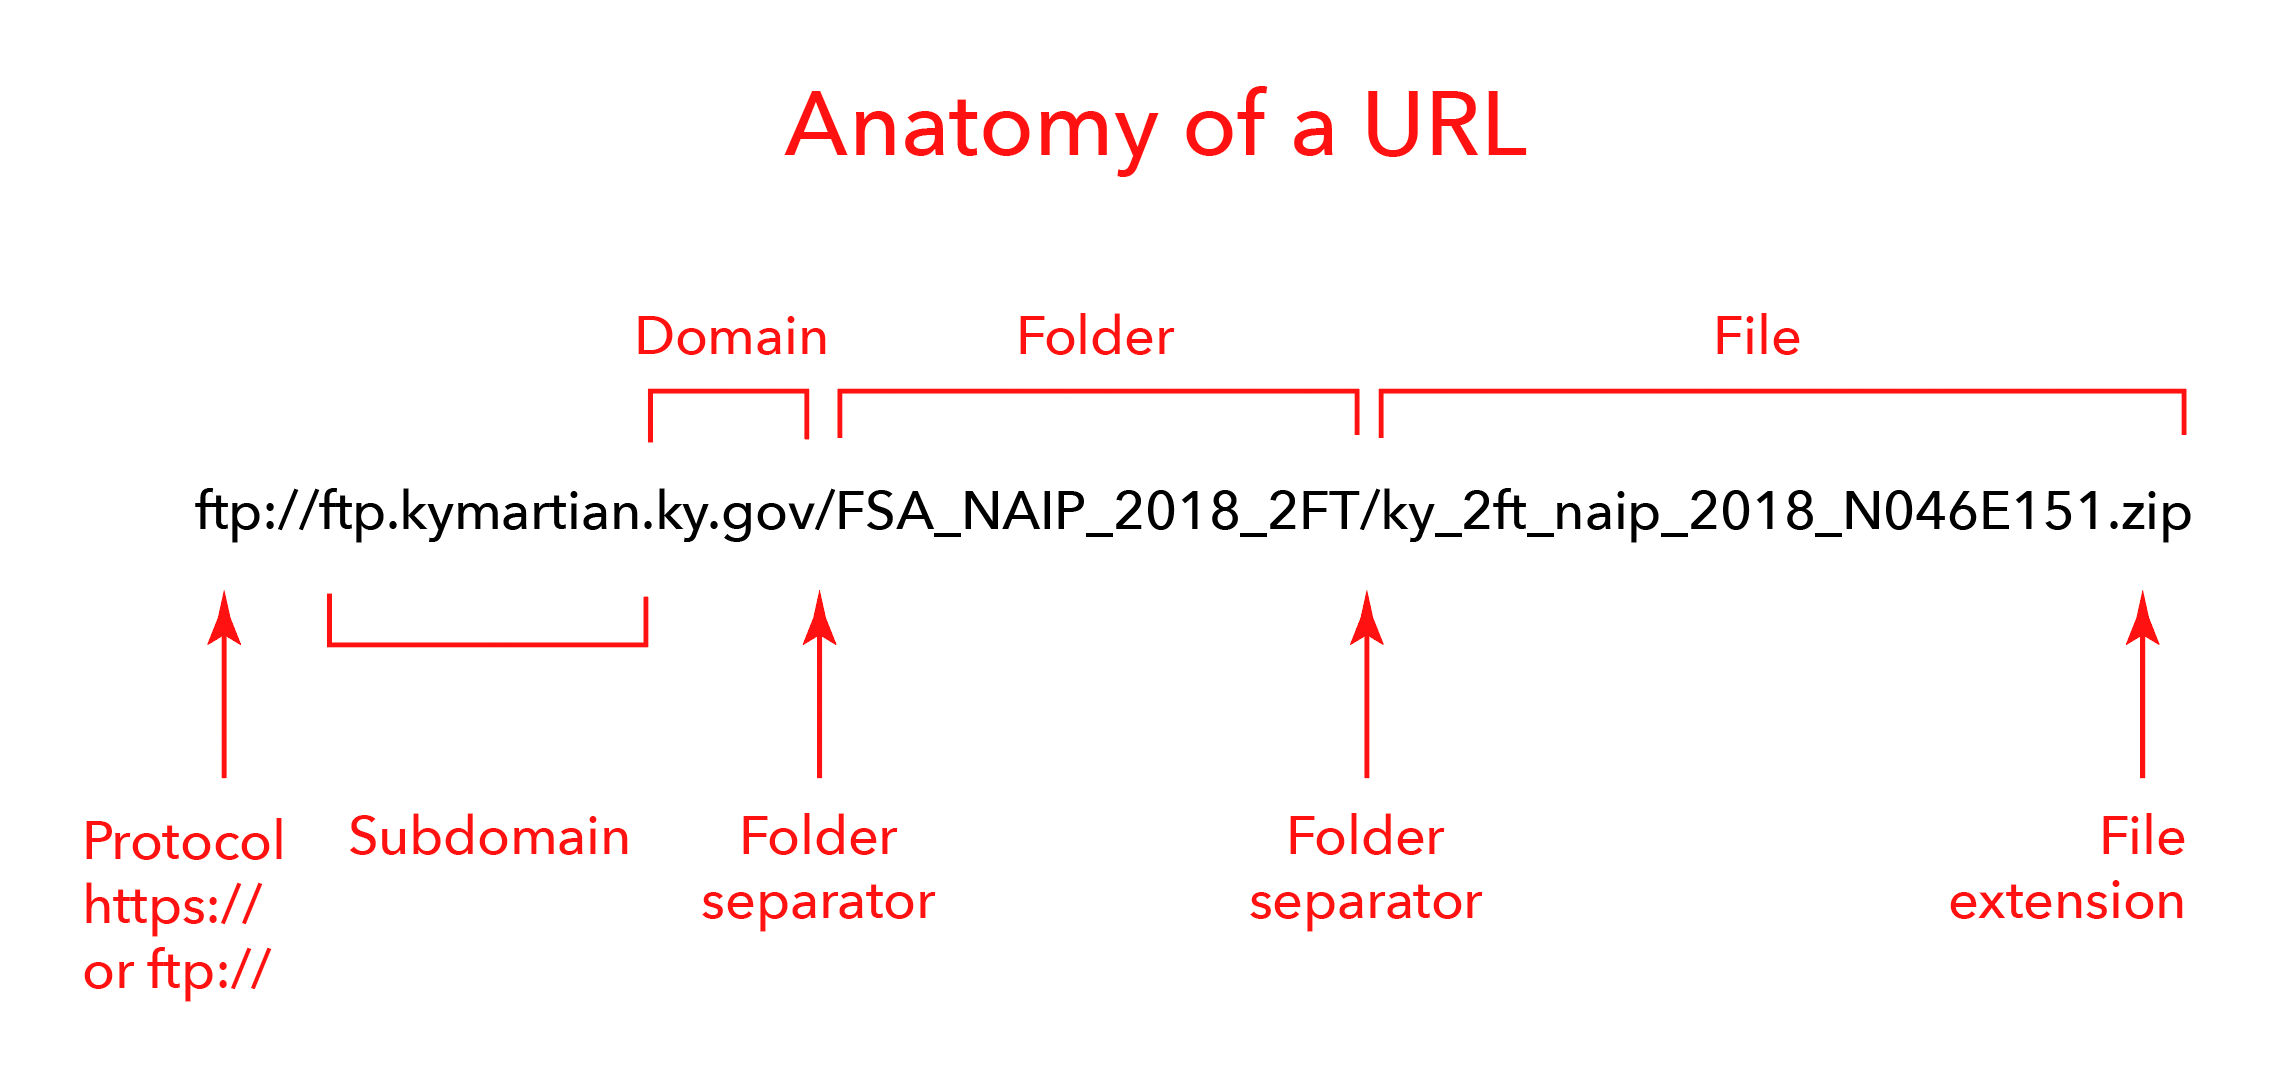 Anatomy of a URL
Domain
Folder
File
ftp://ftp.kymartian.ky.gov/FSA_NAIP_2018_2FT/ky_2ft_naip_2018_N046E151.zip
Protocol
https://
or ftp://
Subdomain
Folder
separator
Folder
separator
File
extension